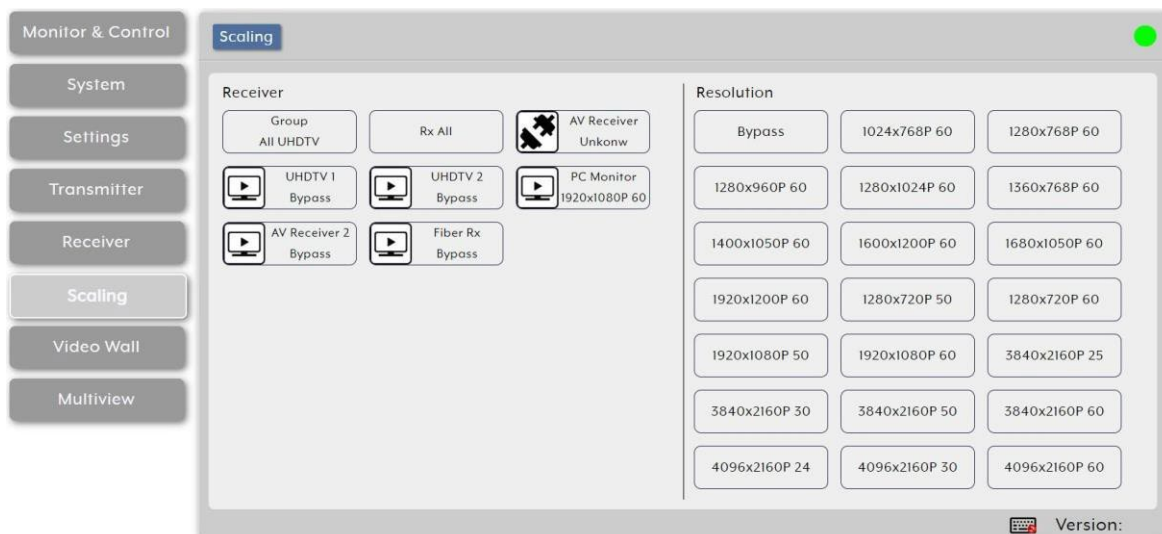 Monitor & Control
System
Settings
Transmitter
Receiver
Scaling
Video Wall
Multiview
Scaling
Receiver
Group
All UHDTV
Rx All
AV Receiver
Unkonw
UHDTV 1
Bypass
UHDTV 2
Bypass
PC Monitor
1920x1080P 60
AV Receiver 2
Bypass
Fiber Rx
Bypass
Resolution
Bypass
1024x768P 60
1280x768P 60
1280x960P 60
1280x1024P 60
1360x768P 60
1400x1050P 60
1600x1200P 60
1680x1050P 60
1920x1200P 60
1280x720P 50
1280x720P 60
1920x1080P 50
1920x1080P 60
3840x2160P 25
3840x2160P 30
3840x2160P 50
3840x2160P 60
4096x2160P 24
4096x2160P 30
4096x2160P 60
Version: